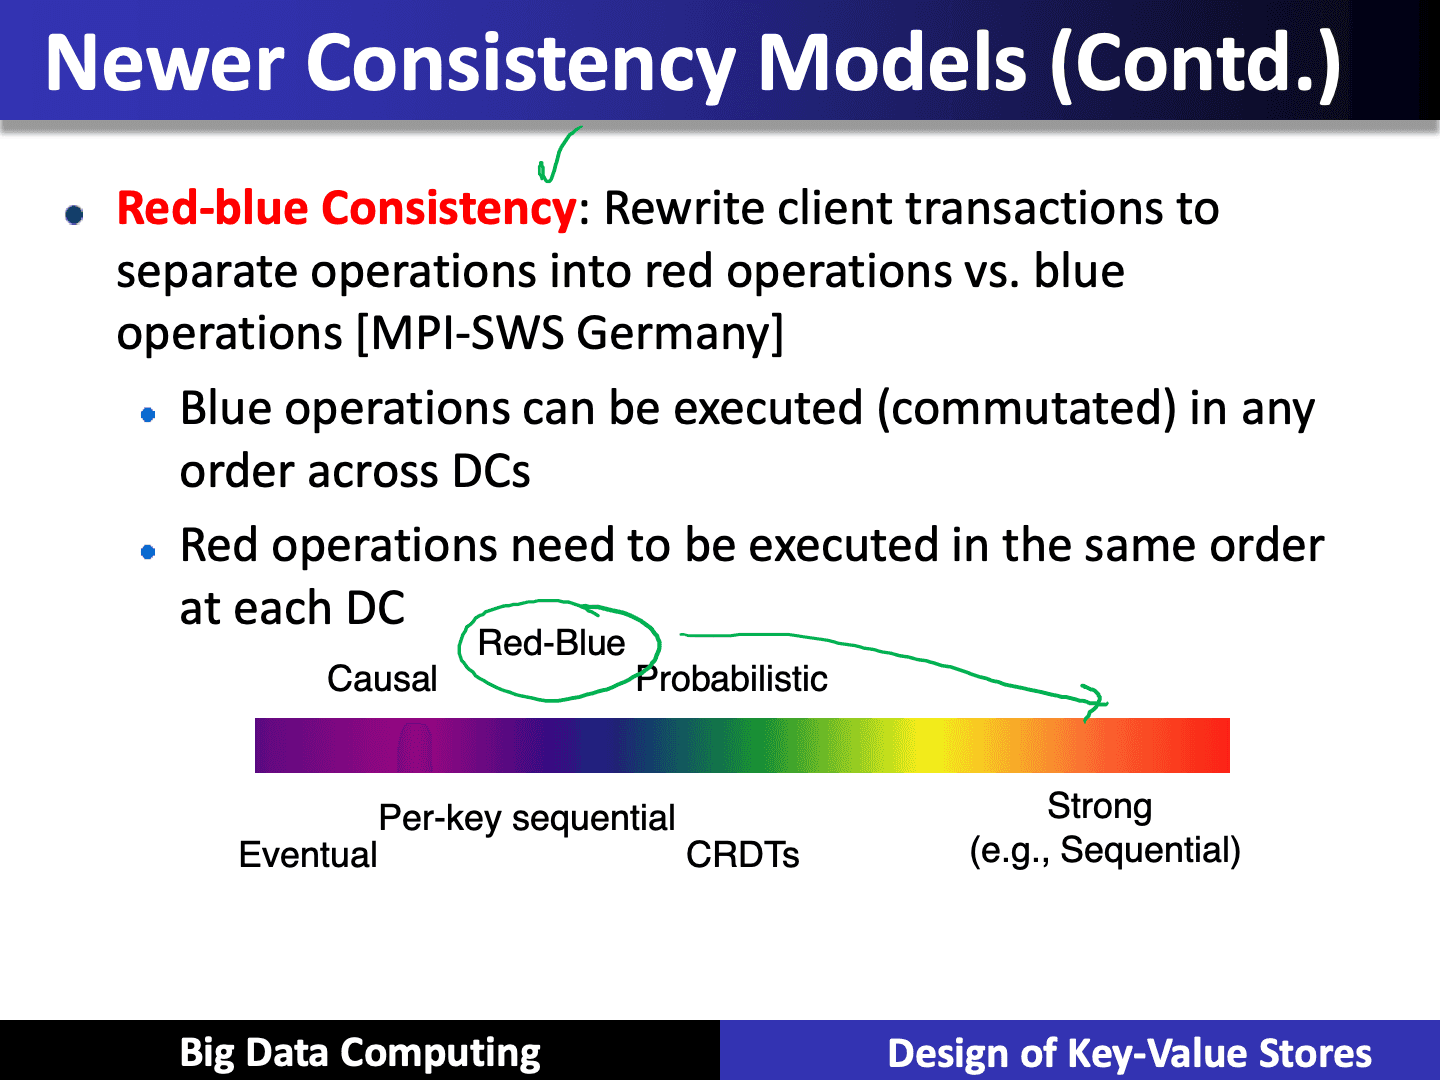 Newer Consistency Models (Contd.)
Red-blue Consistency: Rewrite client transactions to
separate operations into red operations vs. blue
operations [MPI-SWS Germany]
Blue operations can be executed (commutated) in any
order across DCs
Red operations need to be executed in the same order
at each DC
Red-Blue
Causal
Probabilistic
Per-key sequential
Strong
Eventual
CRDTs
(e.g., Sequential)
Big Data Computing
Design of Key-Value Stores